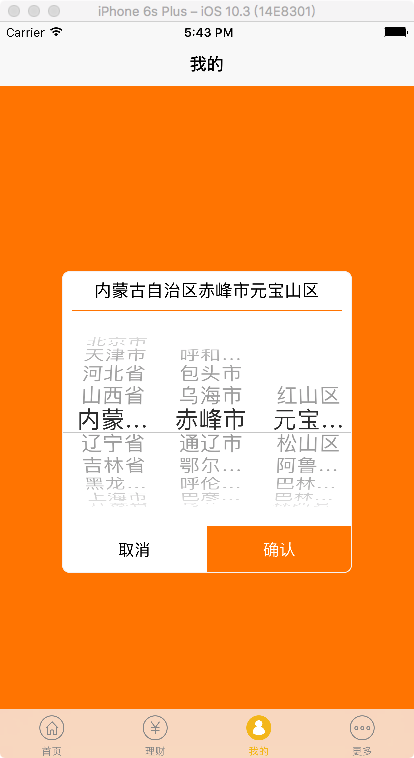 iPhone 6s Plus – iOS 10.3 (14E8301)
Carrier 5:43 PM
我的
内蒙古自治区赤峰市元宝山区
北京市
天津市 呼和...
河北省 包头市
山西省 乌海市 红山区
内蒙... 赤峰市 元宝...
辽宁省 通辽市 松山区
吉林省 鄂尔... 阿鲁...
黑龙... 呼伦... 巴林...
上海市 巴彦... 巴林...
取消 确认
首页 理财 我的 更多